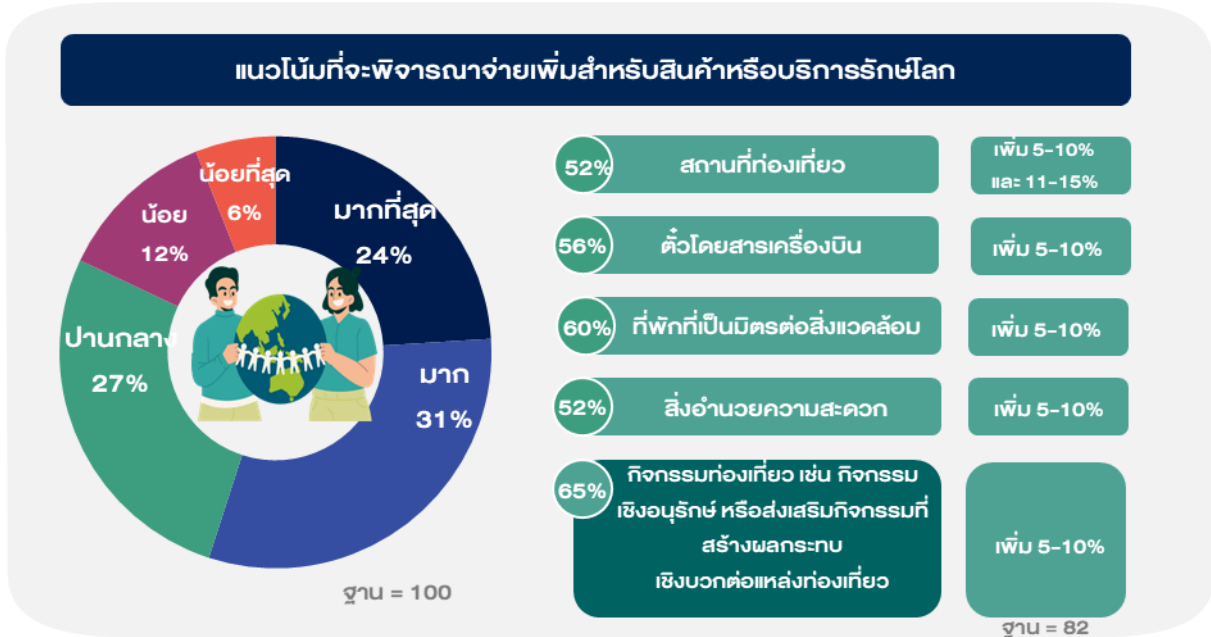 แนวโน้มที่จะพิจารณาจ่ายเพิ่มสำหรับสินค้าหรือบริการรักษ์โลก
น้อยที่สุด
6%
มากที่สุด
24%
น้อย
12%
ปานกลาง
27%
มาก
31%
ฐาน = 100
52%
สถานที่ท่องเที่ยว
เพิ่ม 5-10%
และ 11-15%
56%
ตั๋วโดยสารเครื่องบิน
เพิ่ม 5-10%
60%
ที่พักที่เป็นมิตรต่อสิ่งแวดล้อม
เพิ่ม 5-10%
52%
สิ่งอำนวยความสะดวก
เพิ่ม 5-10%
65%
กิจกรรมท่องเที่ยว เช่น กิจกรรม
เชิงอนุรักษ์ หรือส่งเสริมกิจกรรมที่
สร้างผลกระทบ
เชิงบวกต่อแหล่งท่องเที่ยว
เพิ่ม 5-10%
ฐาน = 82